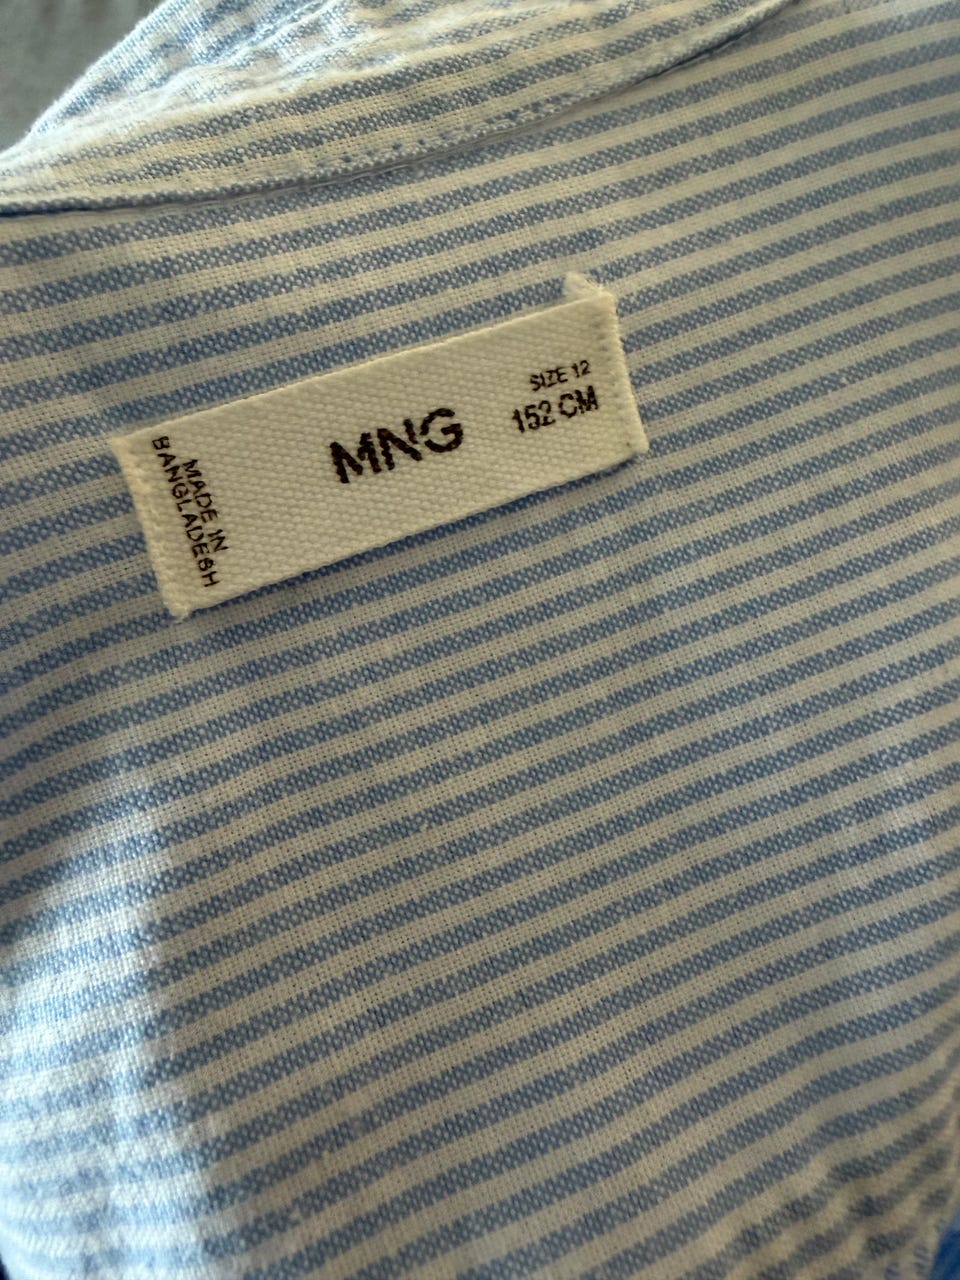 MADE IN
BANGLADESH
MNG
SIZE 12
152 CM